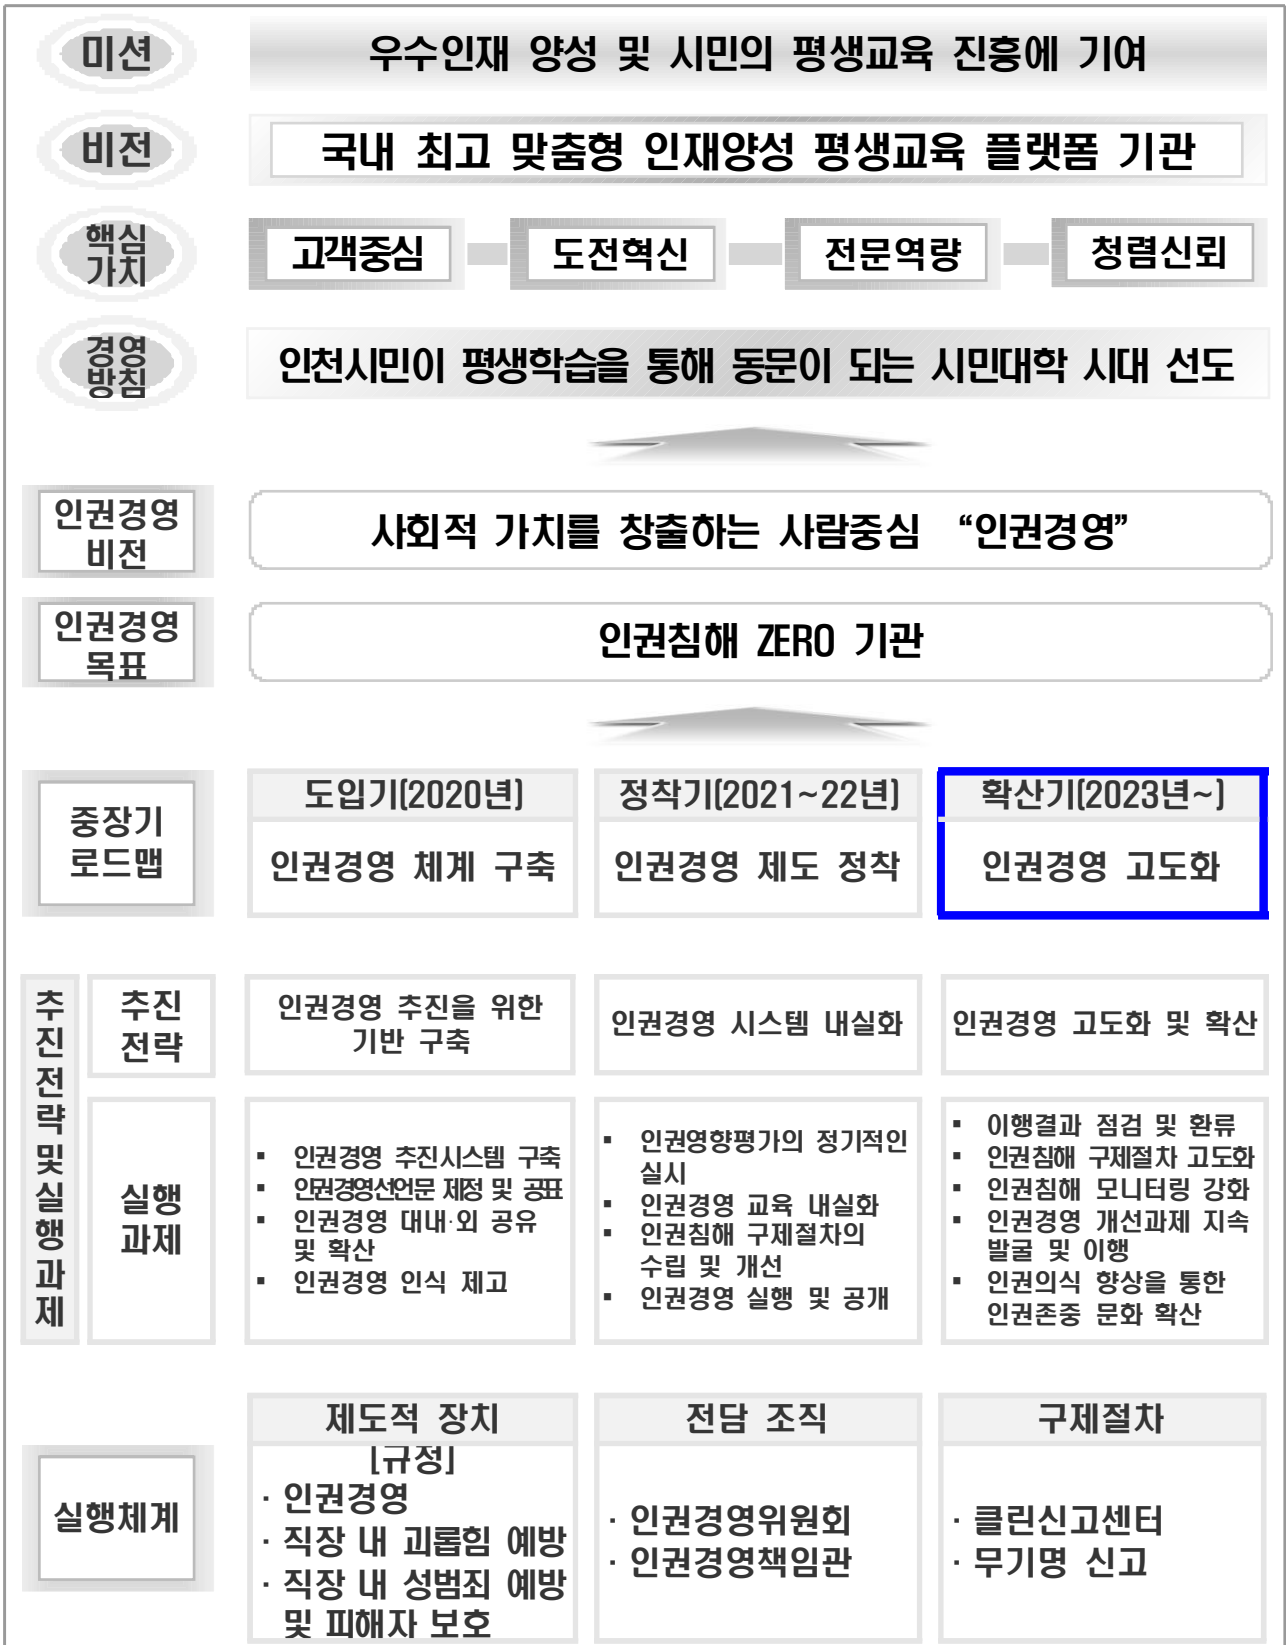 미션
우수인재 양성 및 시민의 평생교육 진흥에 기여
비전
국내 최고 맞춤형 인재양성 평생교육 플랫폼 기관
핵심
가치
고객중심
도전혁신
전문역량
청렴신뢰
경영
방침
인천시민이 평생학습을 통해 동문이 되는 시민대학 시대 선도
인권경영
비전
사회적 가치를 창출하는 사람중심 “인권경영”
인권경영
목표
인권침해 ZERO 기관
중장기
로드맵
도입기(2020년)
인권경영 체계 구축
정착기(2021~22년)
인권경영 제도 정착
확산기(2023년~)
인권경영 고도화
추진전략및실행과제
추진
전략
인권경영 추진을 위한
기반 구축
인권경영 시스템 내실화
인권경영 고도화 및 확산
실행
과제
▪ 인권경영 추진시스템 구축
▪ 인권경영선언문 제정 및 공표
▪ 인권경영 대내·외 공유
및 확산
▪ 인권경영 인식 제고
▪ 인권영향평가의 정기적인
실시
▪ 인권경영 교육 내실화
▪ 인권침해 구제절차의
수립 및 개선
▪ 인권경영 실행 및 공개
▪ 이행결과 점검 및 환류
▪ 인권침해 구제절차 고도화
▪ 인권침해 모니터링 강화
▪ 인권경영 개선과제 지속
발굴 및 이행
▪ 인권의식 향상을 통한
인권존중 문화 확산
실행체계
제도적 장치
[규정]
· 인권경영
· 직장 내 괴롭힘 예방
· 직장 내 성범죄 예방
및 피해자 보호
전담 조직
· 인권경영위원회
· 인권경영책임관
구제절차
· 클린신고센터
· 무기명 신고